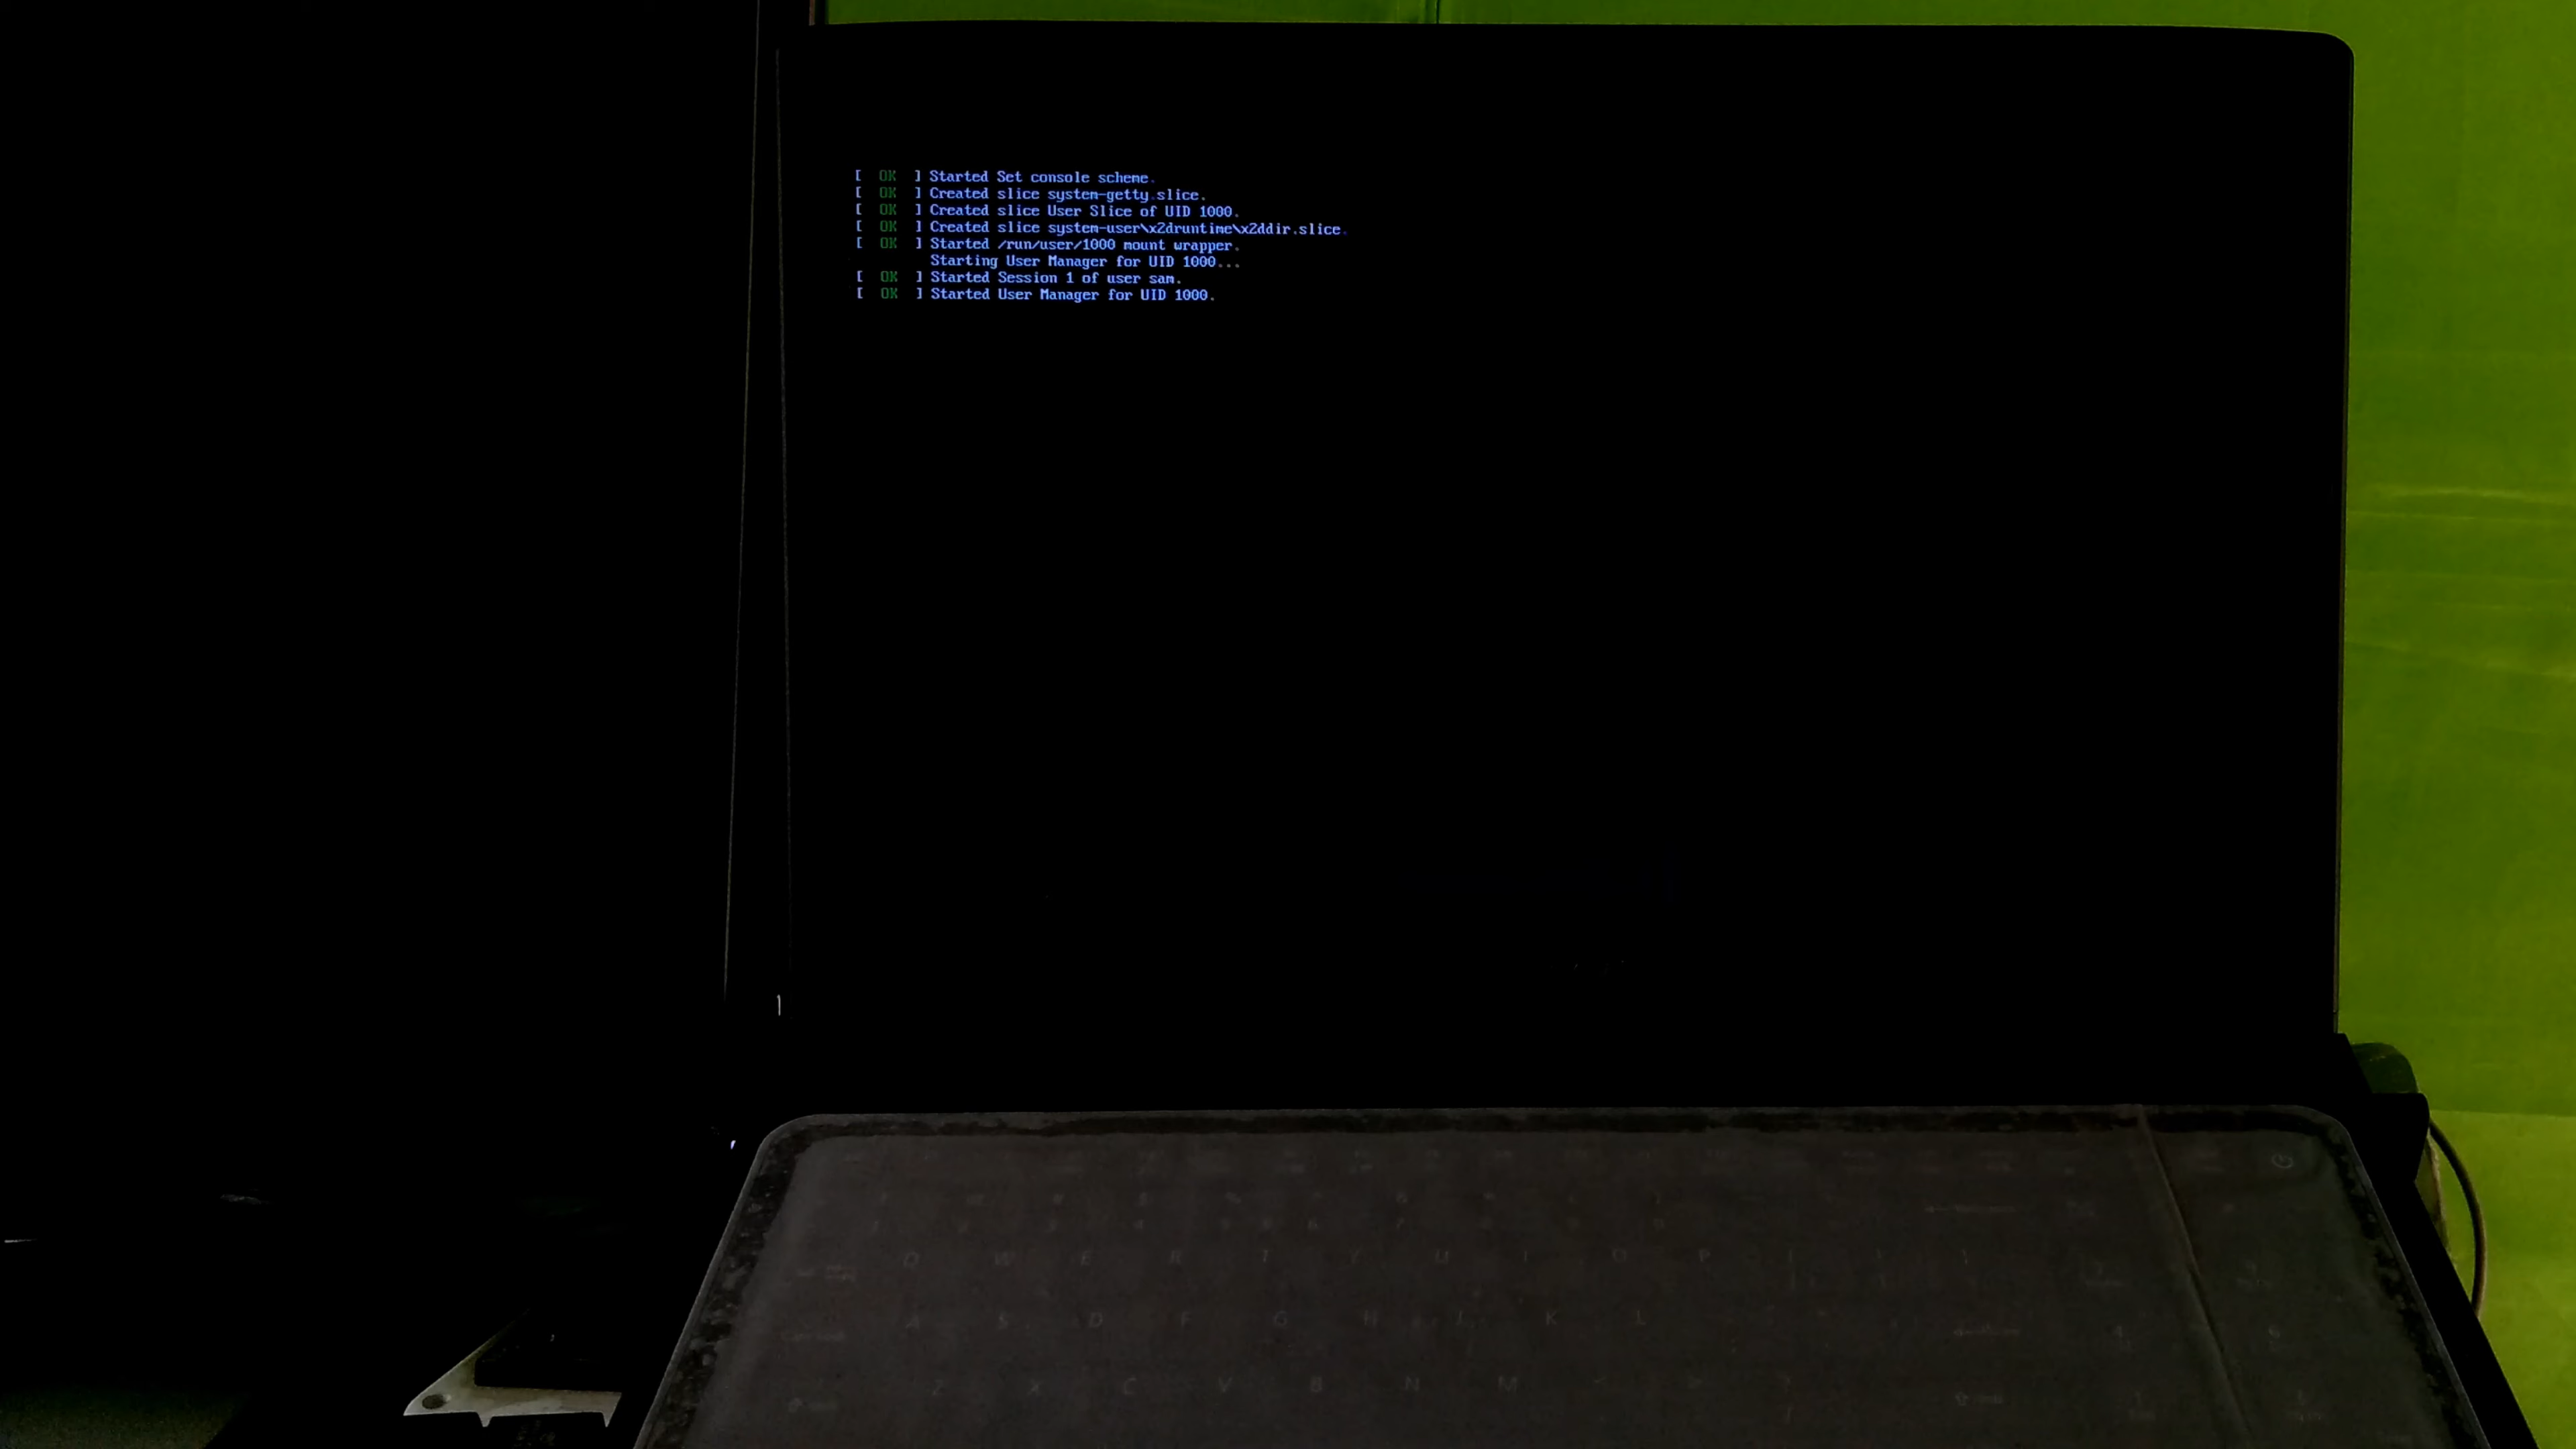 [  OK  ] Started Set console scheme.
[  OK  ] Created slice system-getty.slice.
[  OK  ] Created slice User Slice of UID 1000.
[  OK  ] Created slice system-user\x2druntime\x2ddir.slice.
[  OK  ] Started /run/user/1000 mount wrapper.
Starting User Manager for UID 1000...
[  OK  ] Started Session 1 of user sam.
[  OK  ] Started User Manager for UID 1000.
Q W E R T Y U I O P
A S D F G H J K L
Z X C V B N M